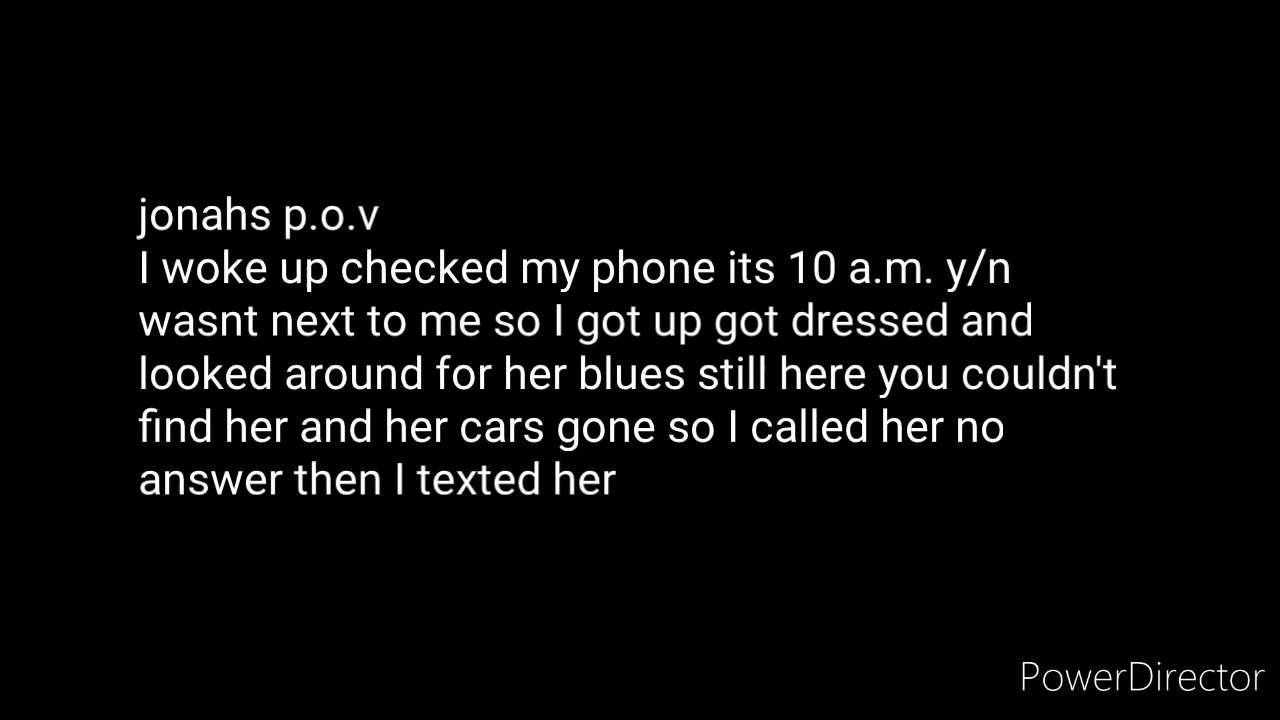 jonahs p.o.v
I woke up checked my phone its 10 a.m. y/n
wasnt next to me so I got up got dressed and
looked around for her blues still here you couldn't
find her and her cars gone so I called her no
answer then I texted her
PowerDirector